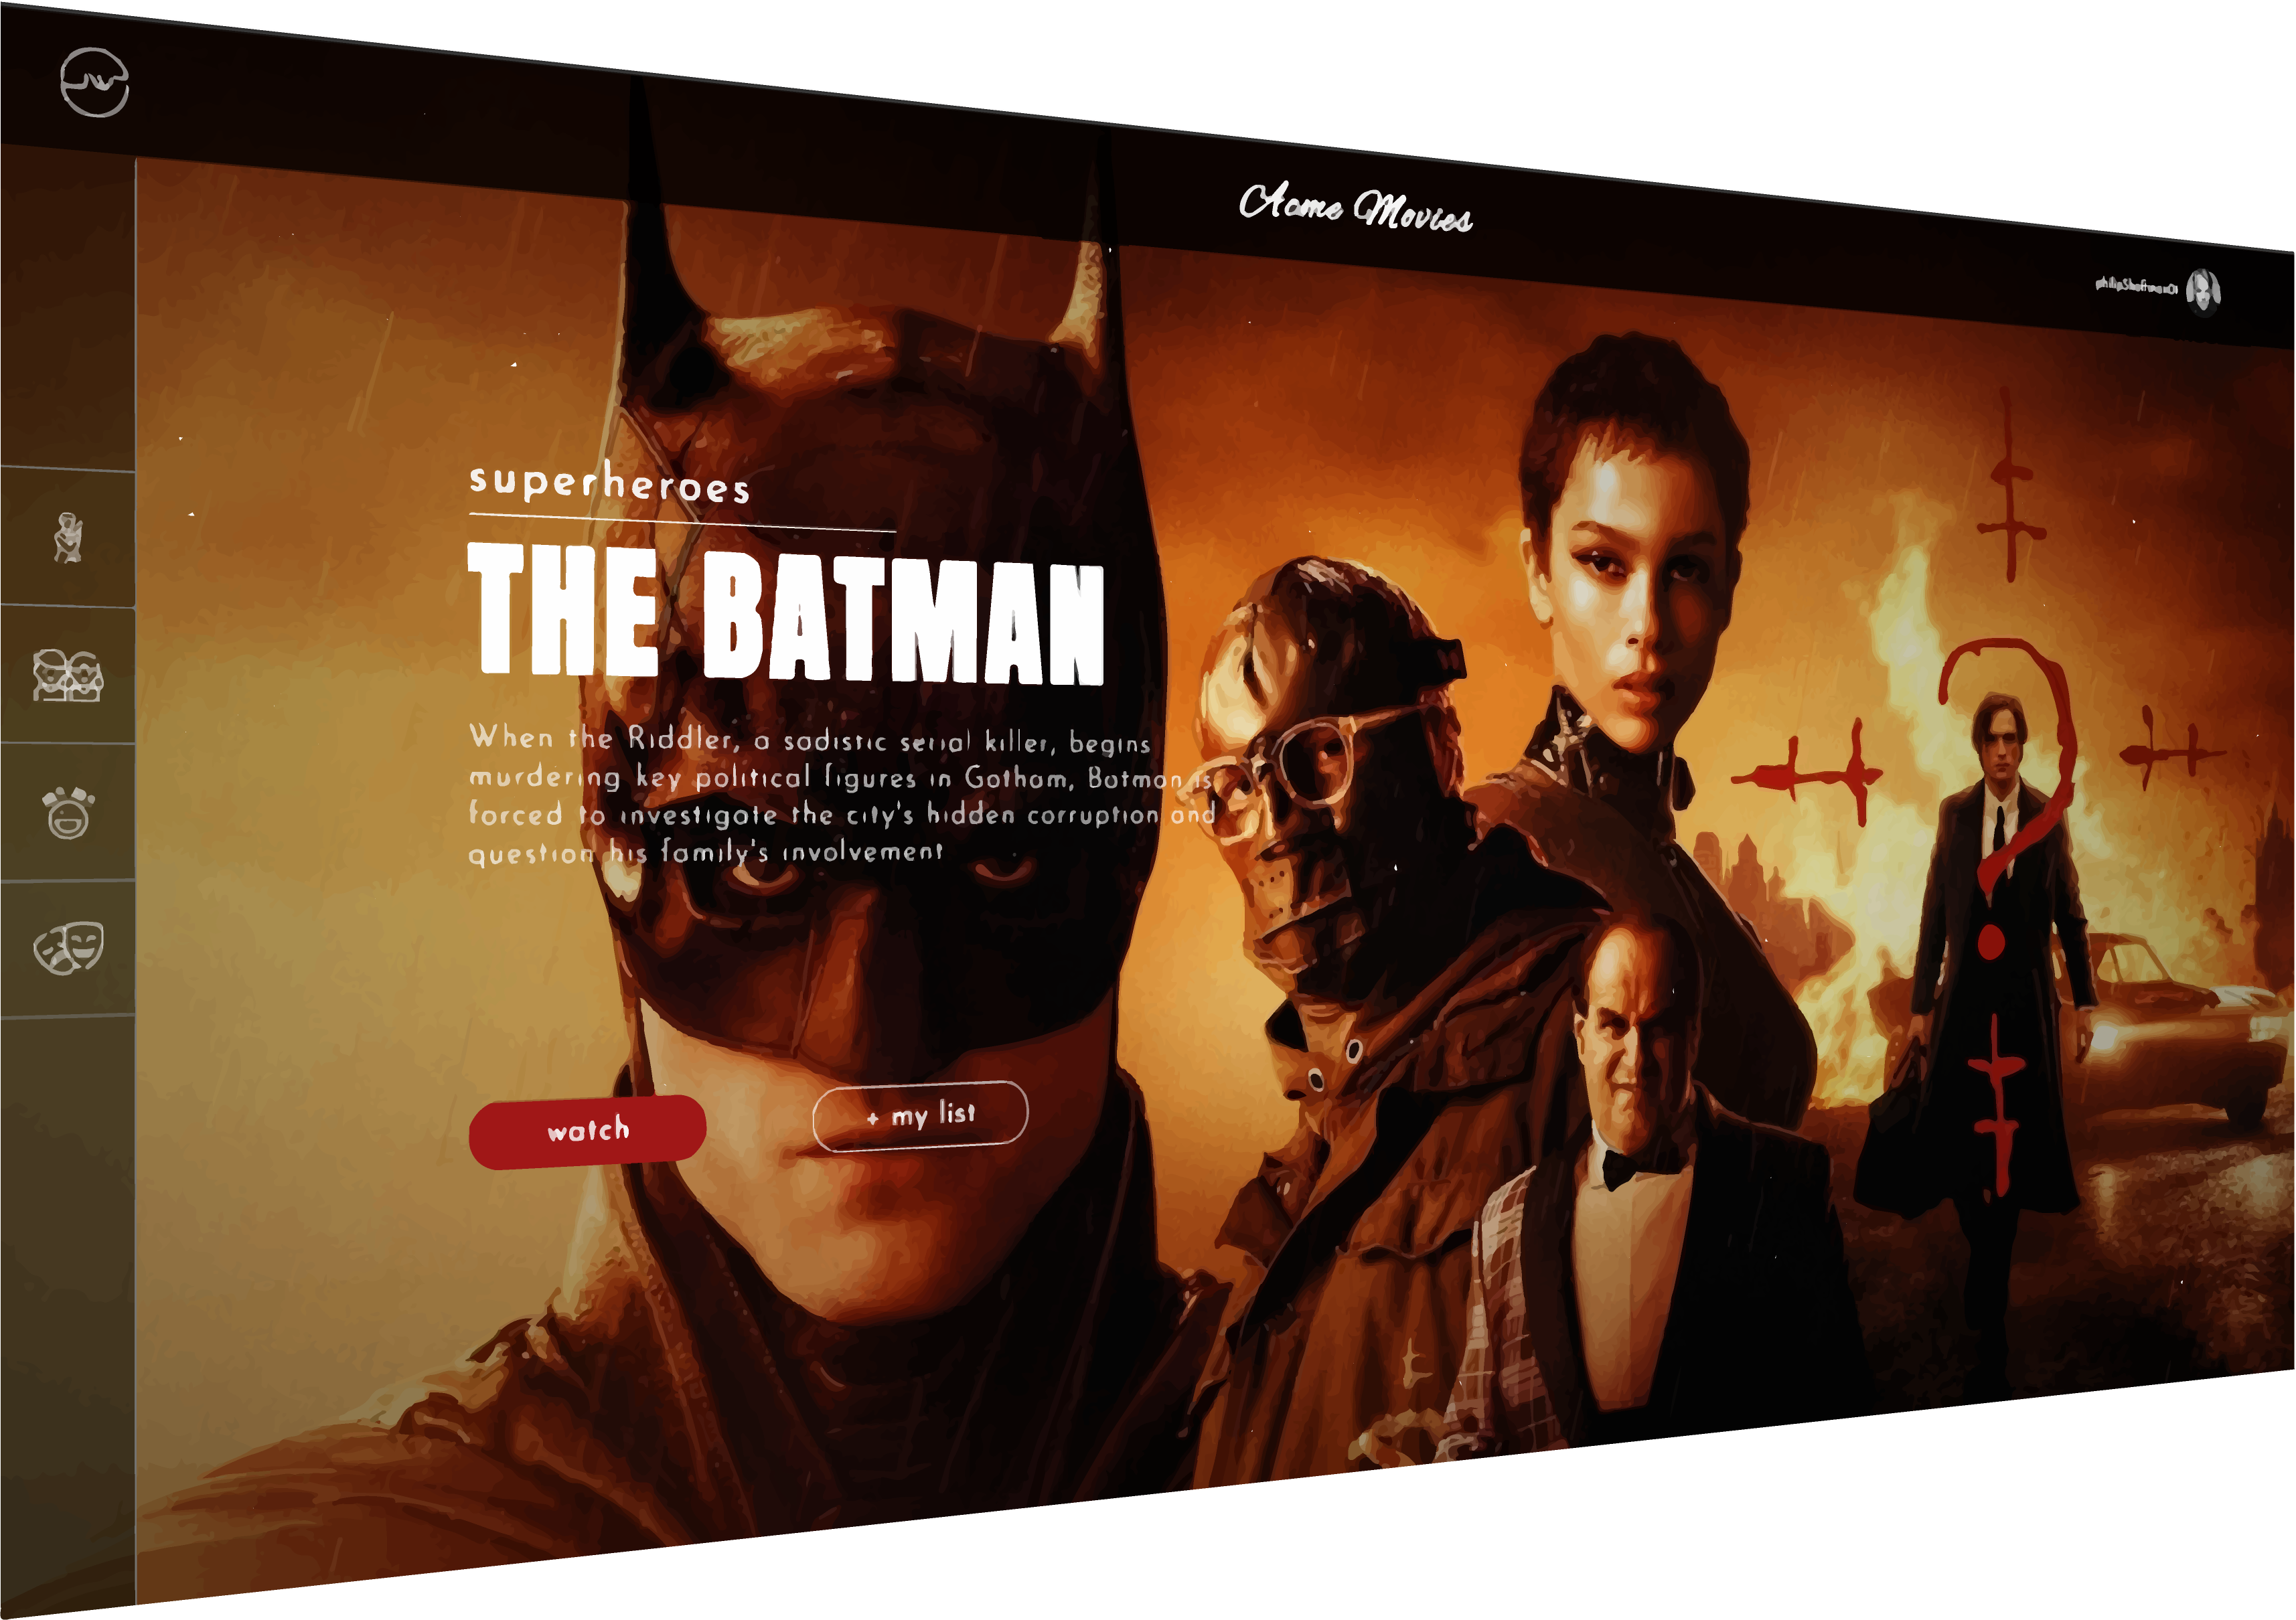 Acme Movies
superheroes
THE BATMAN
When the Riddler, a sadistic serial killer, begins
murdering key political figures in Gotham, Batman is
forced to investigate the city's hidden corruption and
question his family's involvement
watch
+ my list